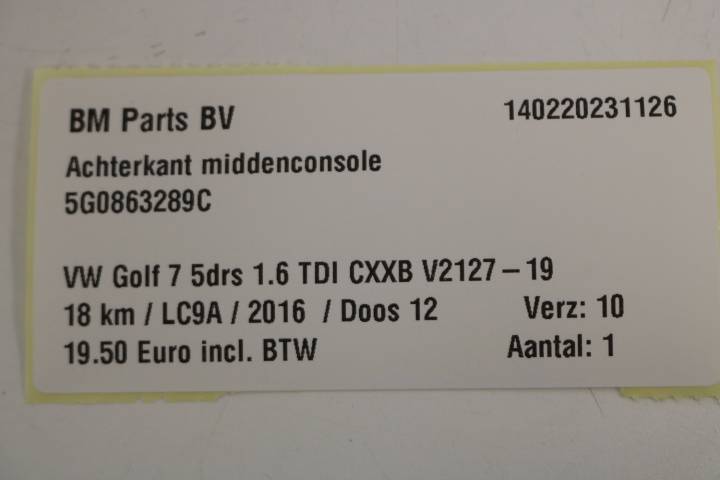 BM Parts BV 140220231126
Achterkant middenconsole
5G0863289C
VW Golf 7 5drs 1.6 TDI CXXB V2127 – 19
18 km / LC9A / 2016 / Doos 12 Verz: 10
19.50 Euro incl. BTW Aantal: 1